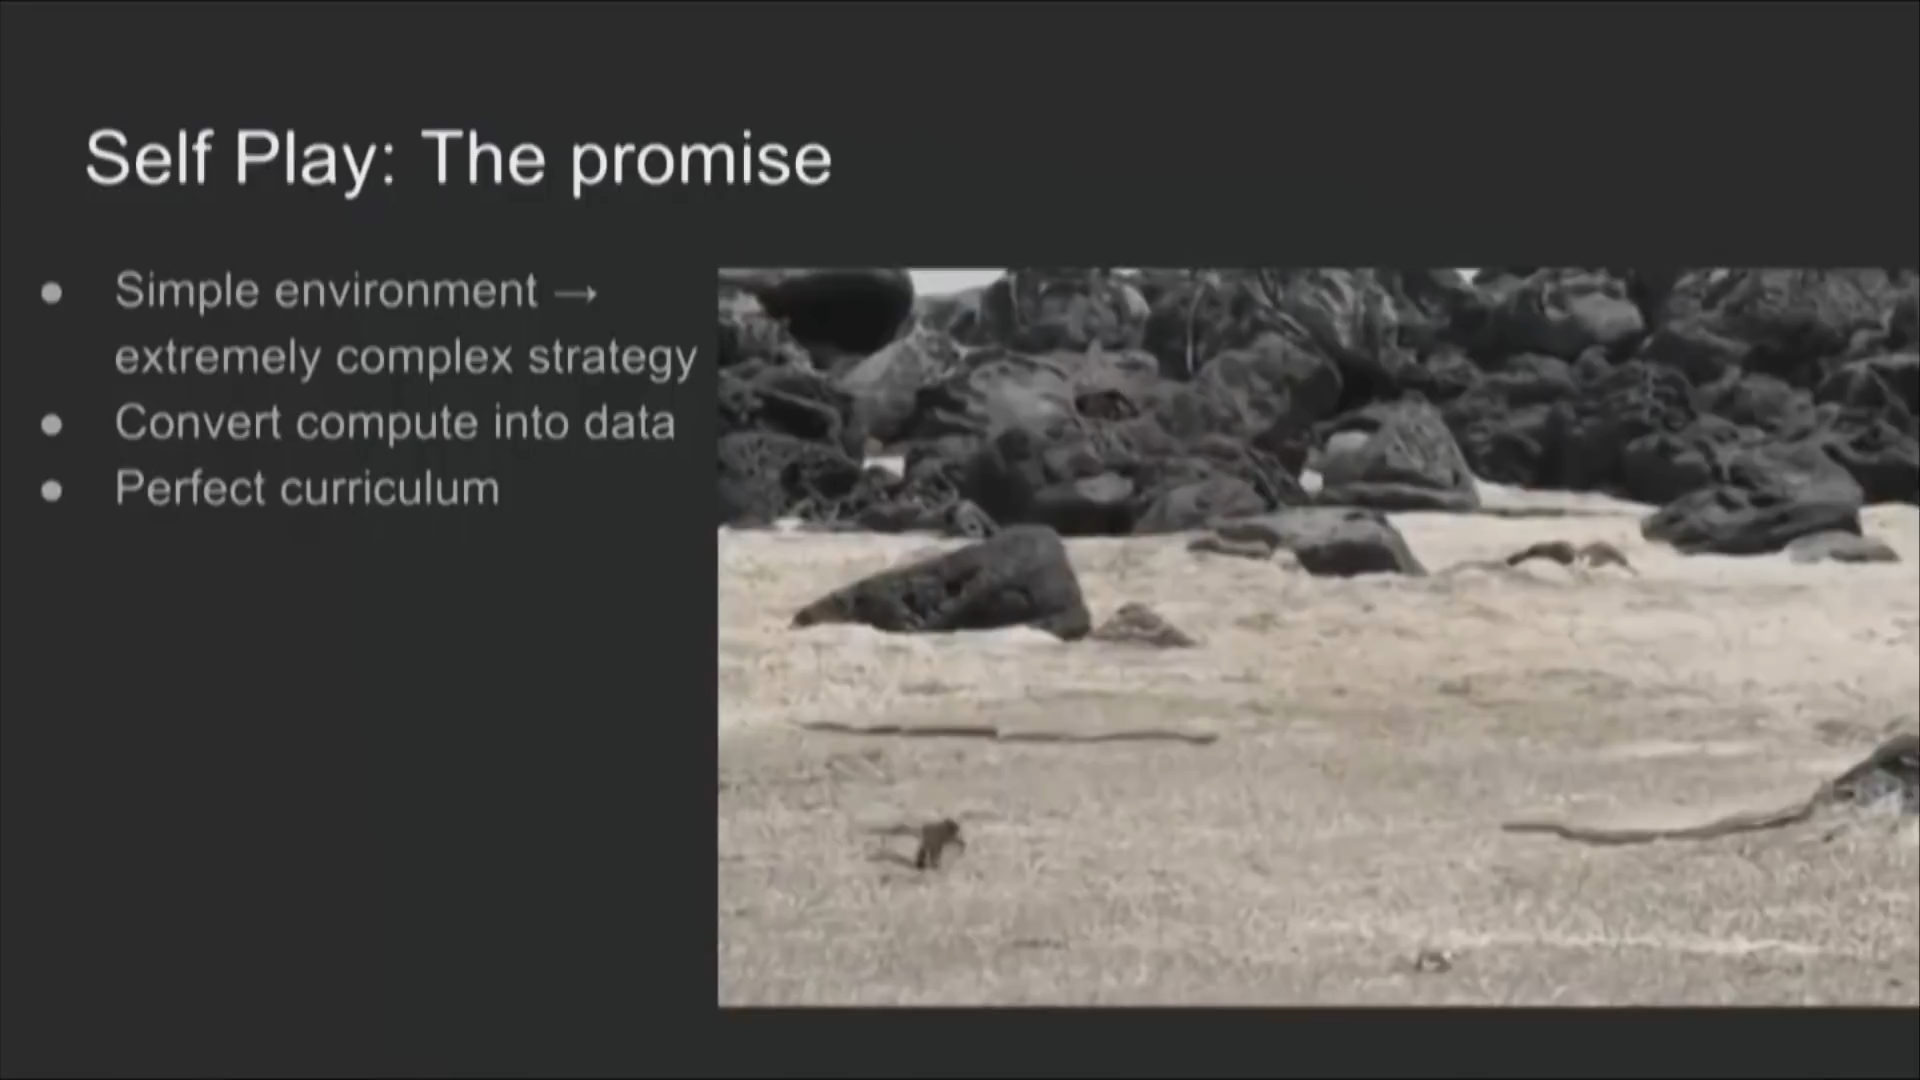 Self Play: The promise
● Simple environment →
extremely complex strategy
● Convert compute into data
● Perfect curriculum